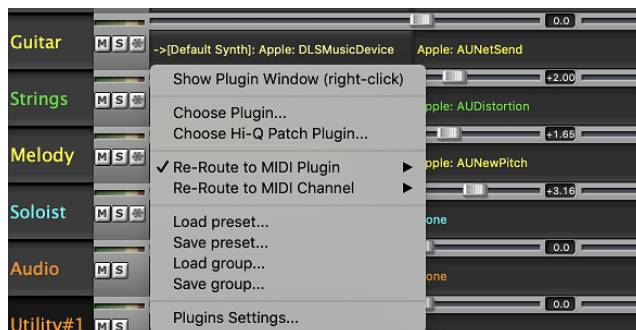 0.0
Guitar M S ->[Default Synth]: Apple: DLSMusicDevice Apple: AUNetSend
Show Plugin Window (right-click) +2.00
Strings M S Choose Plugin... pple: AUDistortion
Choose Hi-Q Patch Plugin... +1.65
Melody M S ✓ Re-Route to MIDI Plugin ▶ pple: AUNewPitch
Re-Route to MIDI Channel ▶ +3.16
Soloist M S Load preset... one
Save preset... 0.0
Audio M S Load group... one
Save group... 0.0
Utility#1 M S Plugins Settings...